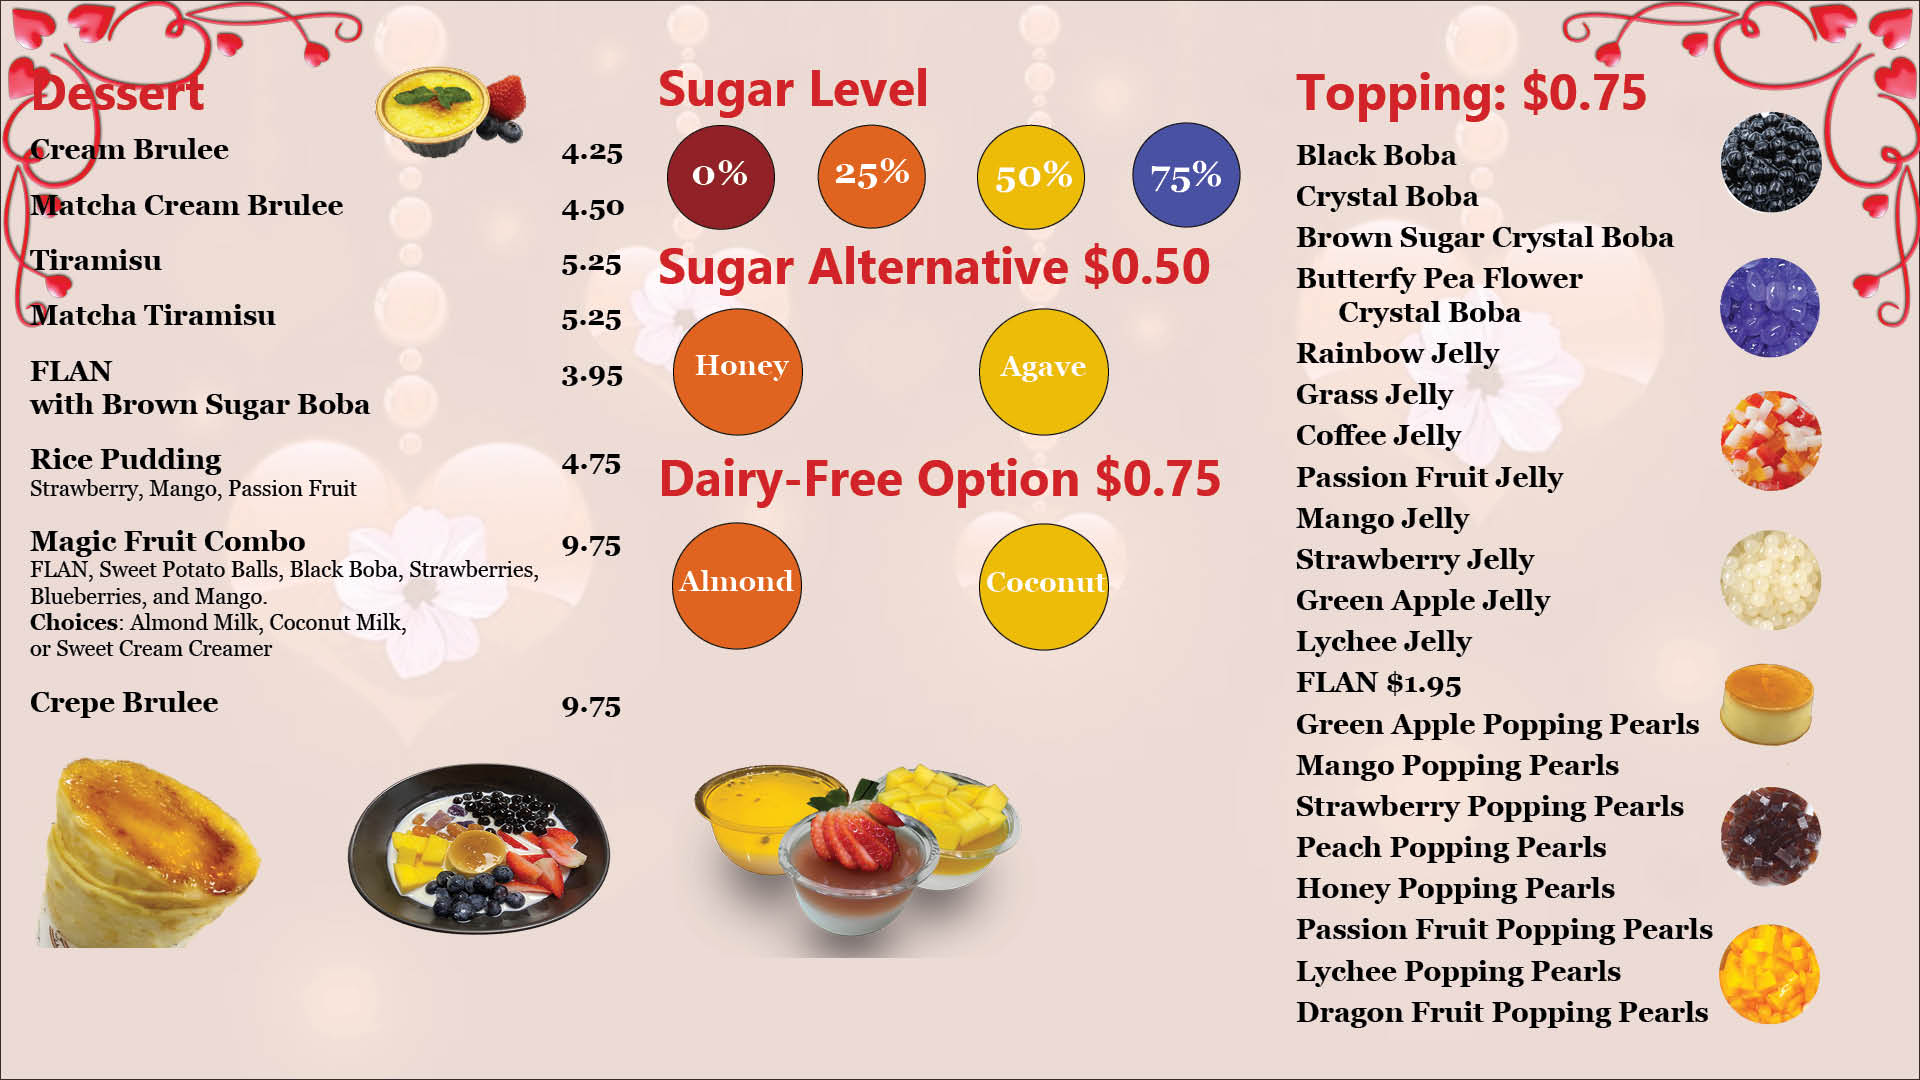 Dessert
Cream Brulee 4.25
Matcha Cream Brulee 4.50
Tiramisu 5.25
Matcha Tiramisu 5.25
FLAN 3.95
with Brown Sugar Boba
Rice Pudding 4.75
Strawberry, Mango, Passion Fruit
Magic Fruit Combo 9.75
FLAN, Sweet Potato Balls, Black Boba, Strawberries,
Blueberries, and Mango.
Choices: Almond Milk, Coconut Milk,
or Sweet Cream Creamer
Crepe Brulee 9.75
Sugar Level
0% 25% 50% 75%
Sugar Alternative $0.50
Honey Agave
Dairy-Free Option $0.75
Almond Coconut
Topping: $0.75
Black Boba
Crystal Boba
Brown Sugar Crystal Boba
Butterfy Pea Flower
Crystal Boba
Rainbow Jelly
Grass Jelly
Coffee Jelly
Passion Fruit Jelly
Mango Jelly
Strawberry Jelly
Green Apple Jelly
Lychee Jelly
FLAN $1.95
Green Apple Popping Pearls
Mango Popping Pearls
Strawberry Popping Pearls
Peach Popping Pearls
Honey Popping Pearls
Passion Fruit Popping Pearls
Lychee Popping Pearls
Dragon Fruit Popping Pearls